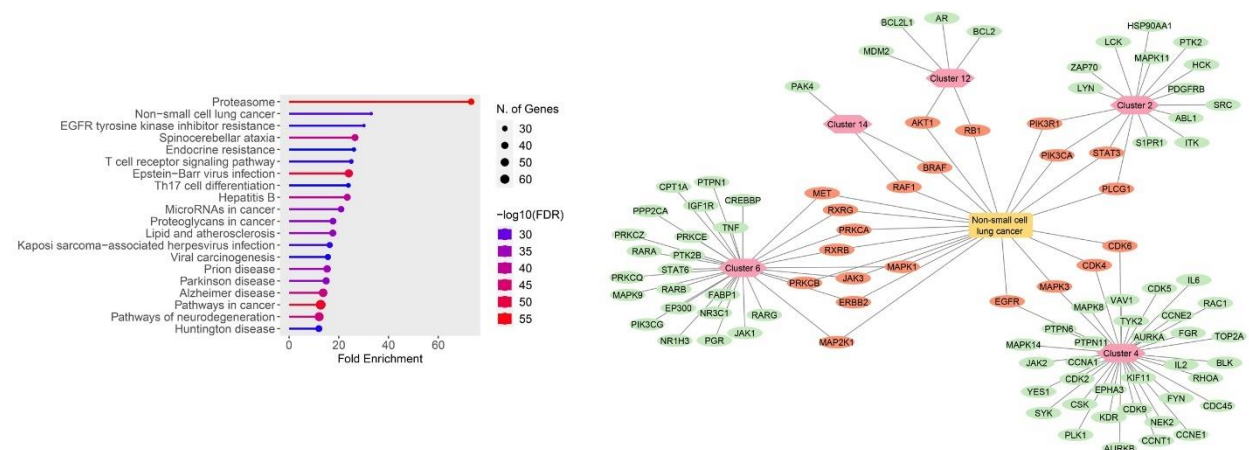 Proteasome
Non-small cell lung cancer
EGFR tyrosine kinase inhibitor resistance
Spinocerebellar ataxia
Endocrine resistance
T cell receptor signaling pathway
Epstein-Barr virus infection
Th17 cell differentiation
Hepatitis B
MicroRNAs in cancer
Proteoglycans in cancer
Lipid and atherosclerosis
Kaposi sarcoma-associated herpesvirus infection
Viral carcinogenesis
Prion disease
Parkinson disease
Alzheimer disease
Pathways in cancer
Pathways of neurodegeneration
Huntington disease
0 20 40 60
Fold Enrichment
N. of Genes
30
40
50
60
-log10(FDR)
30
35
40
45
50
55
BCL2L1
AR
BCL2
MDM2
Cluster 12
PAK4
Cluster 14
AKT1
RB1
BRAF
RAF1
HSP90AA1
LCK
PTK2
MAPK11
ZAP70
HCK
LYN
PDGFRB
Cluster 2
SRC
ABL1
PIK3R1
S1PR1
ITK
PIK3CA
STAT3
PLCG1
MET
RXRG
PRKCA
RXRB
MAPK1
JAK3
PRKCB
ERBB2
MAP2K1
Non-small cell
lung cancer
CPT1A
PTPN1
IGF1R
CREBBP
PPP2CA
TNF
PRKCZ
PRKCE
RARA
PTK2B
Cluster 6
PRKCQ
STAT6
MAPK9
RARB
FABP1
EP300
NR3C1
RARG
PIK3CG
JAK1
NR1H3
PGR
CDK6
CDK4
MAPK3
EGFR
CDK5
IL6
VAV1
RAC1
MAPK8
CCNE2
TYK2
PTPN6
AURKA
FGR
TOP2A
MAPK14
PTPN11
Cluster 4
JAK2
CCNA1
IL2
BLK
CDK2
KIF11
RHOA
YES1
EPHA3
FYN
CSK
CDC45
SYK
CDK9
KDR
NEK2
PLK1
CCNT1
CCNE1
AURKB